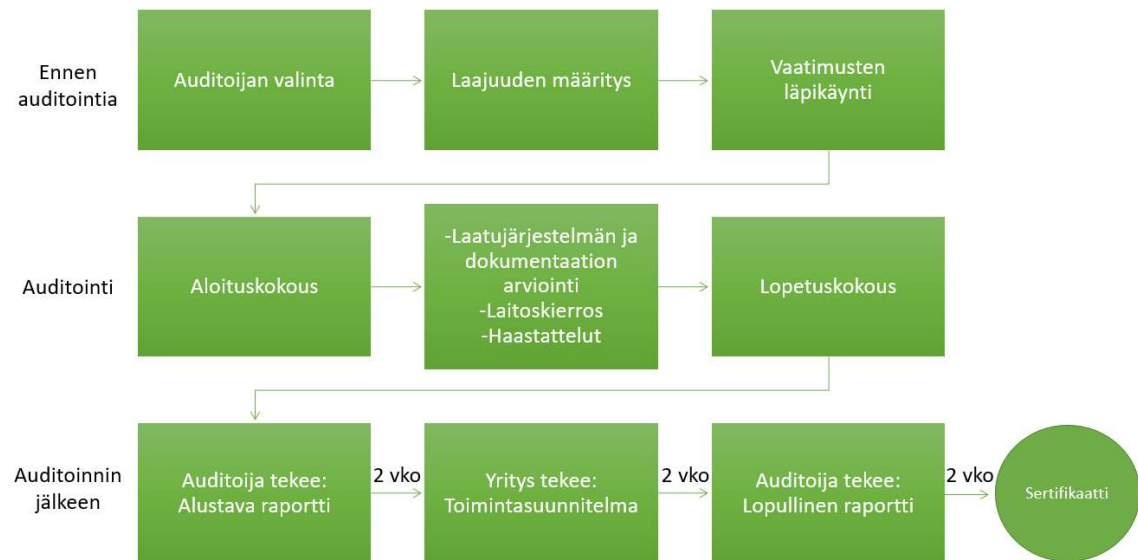 Ennen
auditointia
Auditoijan valinta
Laajuuden määritys
Vaatimusten
läpikäynti
Auditointi
Aloituskokous
-Laatujärjestelmän ja
dokumentaation
arviointi
-Laitoskierros
-Haastattelut
Lopetuskokous
Auditoinnin
jälkeen
Auditoija tekee:
Alustava raportti
2 vko
Yritys tekee:
Toimintasuunnitelma
2 vko
Auditoija tekee:
Lopullinen raportti
2 vko
Sertifikaatti